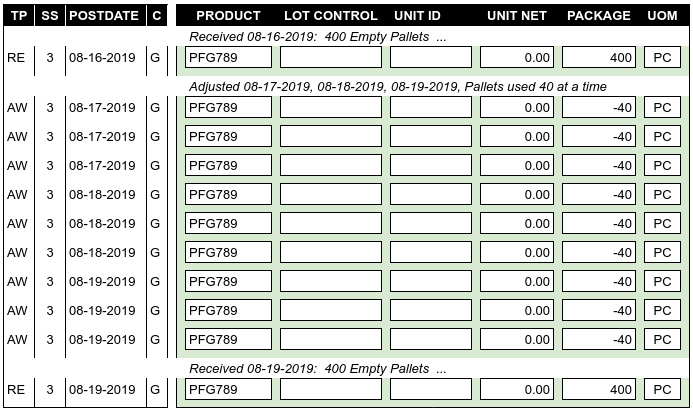 TP SS POSTDATE C PRODUCT LOT CONTROL UNIT ID UNIT NET PACKAGE UOM
Received 08-16-2019: 400 Empty Pallets ...
RE 3 08-16-2019 G PFG789 0.00 400 PC
Adjusted 08-17-2019, 08-18-2019, 08-19-2019, Pallets used 40 at a time
AW 3 08-17-2019 G PFG789 0.00 -40 PC
AW 3 08-17-2019 G PFG789 0.00 -40 PC
AW 3 08-17-2019 G PFG789 0.00 -40 PC
AW 3 08-18-2019 G PFG789 0.00 -40 PC
AW 3 08-18-2019 G PFG789 0.00 -40 PC
AW 3 08-18-2019 G PFG789 0.00 -40 PC
AW 3 08-19-2019 G PFG789 0.00 -40 PC
AW 3 08-19-2019 G PFG789 0.00 -40 PC
AW 3 08-19-2019 G PFG789 0.00 -40 PC
Received 08-19-2019: 400 Empty Pallets ...
RE 3 08-19-2019 G PFG789 0.00 400 PC